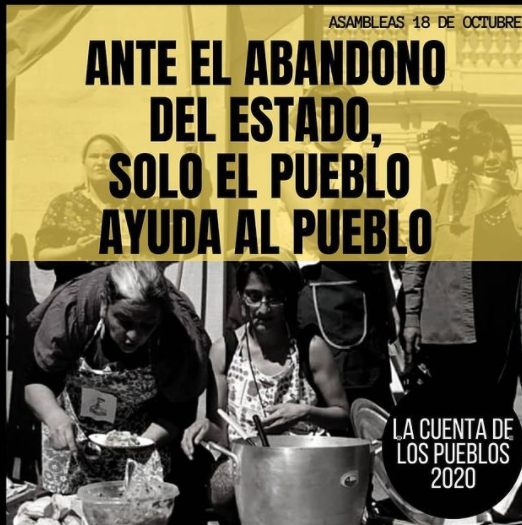 ASAMBLEAS 18 DE OCTUBRE
ANTE EL ABANDONO
DEL ESTADO,
SOLO EL PUEBLO
AYUDA AL PUEBLO
LA CUENTA DE
LOS PUEBLOS
2020